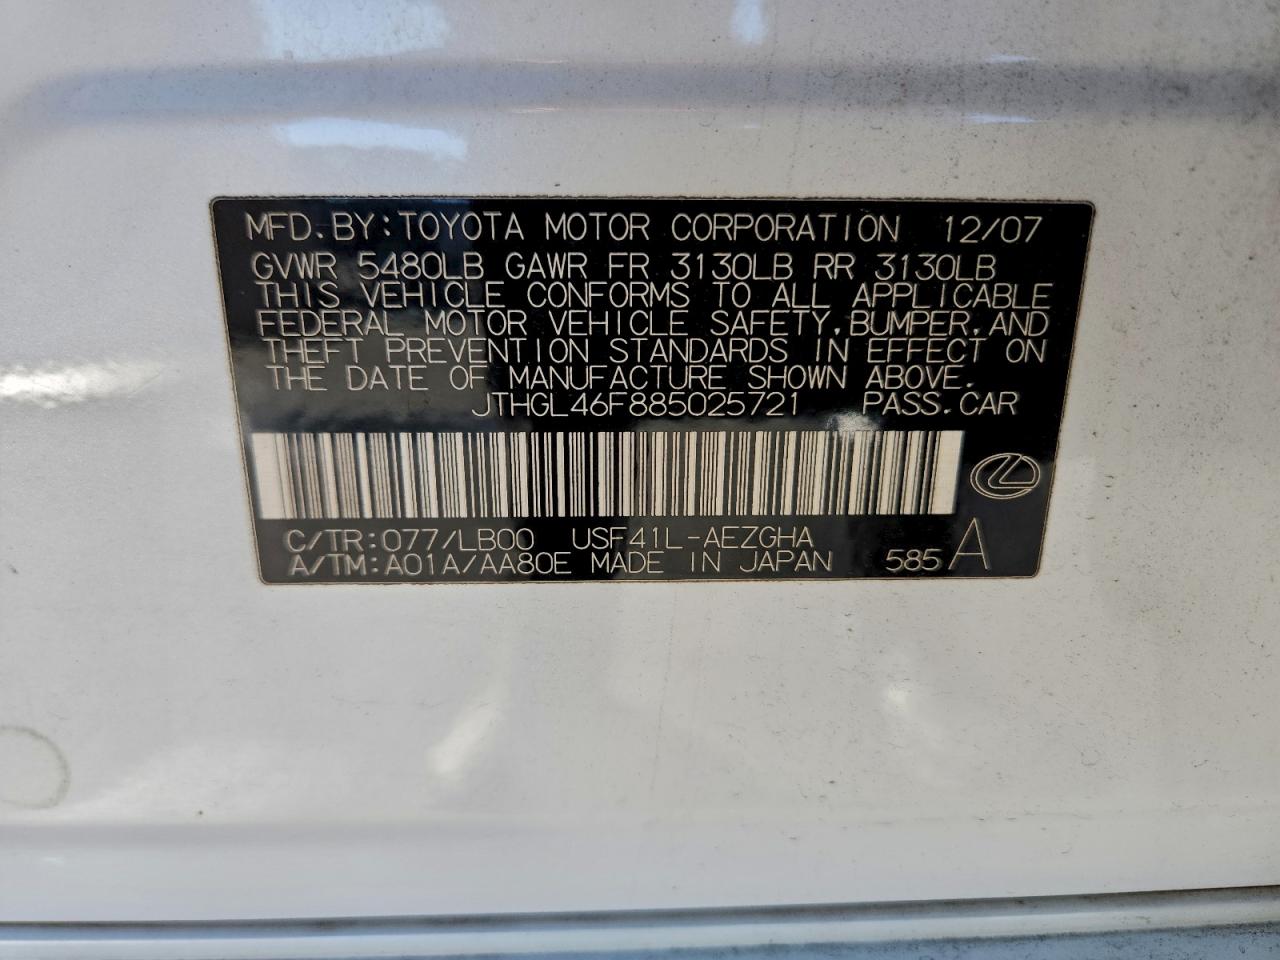 MFD. BY: TOYOTA MOTOR CORPORATION 12/07
GVWR 5480LB GAWR FR 3130LB RR 3130LB
THIS VEHICLE CONFORMS TO ALL APPLICABLE
FEDERAL MOTOR VEHICLE SAFETY, BUMPER, AND
THEFT PREVENTION STANDARDS IN EFFECT ON
THE DATE OF MANUFACTURE SHOWN ABOVE.
JTHGL46F885025721 PASS. CAR
C/TR: 077/LB00 USF41L-AEZGHA
A/TM: A01A/AA80E MADE IN JAPAN 585 A